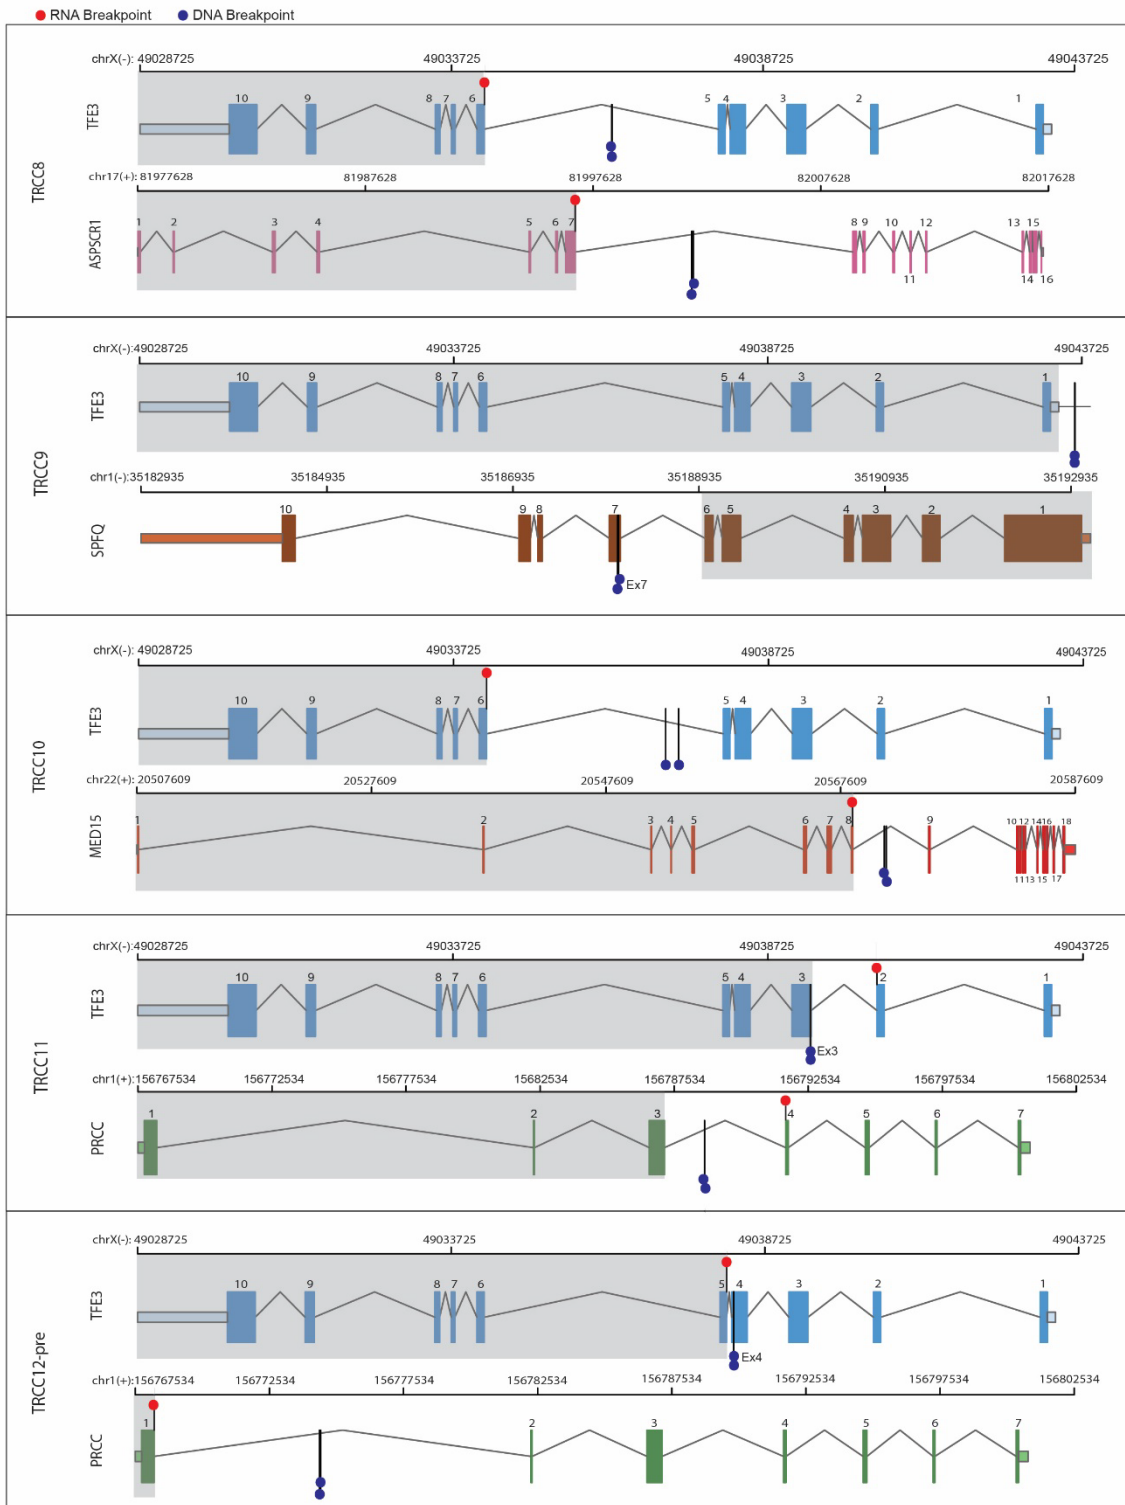 RNA Breakpoint DNA Breakpoint
TRCC8
chrX(-): 49028725 49033725 49038725 49043725
TFE3
10 9 8 7 6 5 4 3 2 1
chr17(+): 81977628 81987628 81997628 82007628 82017628
ASPSCR1
1 2 3 4 5 6 7 8 9 10 12 13 15
11 14 16
TRCC9
chrX(-): 49028725 49033725 49038725 49043725
TFE3
10 9 8 7 6 5 4 3 2 1
chr1(-): 35182935 35184935 35186935 35188935 35190935 35192935
SPFQ
10 9 8 7 6 5 4 3 2 1
Ex7
TRCC10
chrX(-): 49028725 49033725 49038725 49043725
TFE3
10 9 8 7 6 5 4 3 2 1
chr22(+): 20507609 20527609 20547609 20567609 20587609
MED15
1 2 3 4 5 6 7 8 9 10 12 14 16 18
11 13 15 17
TRCC11
chrX(-): 49028725 49033725 49038725 49043725
TFE3
10 9 8 7 6 5 4 3 2 1
Ex3
chr1(+): 156767534 156772534 156777534 15682534 156787534 156792534 156797534 156802534
PRCC
1 2 3 4 5 6 7
TRCC12-pre
chrX(-): 49028725 49033725 49038725 49043725
TFE3
10 9 8 7 6 5 4 3 2 1
Ex4
chr1(+): 156767534 156772534 156777534 156782534 156787534 156792534 156797534 156802534
PRCC
1 2 3 4 5 6 7